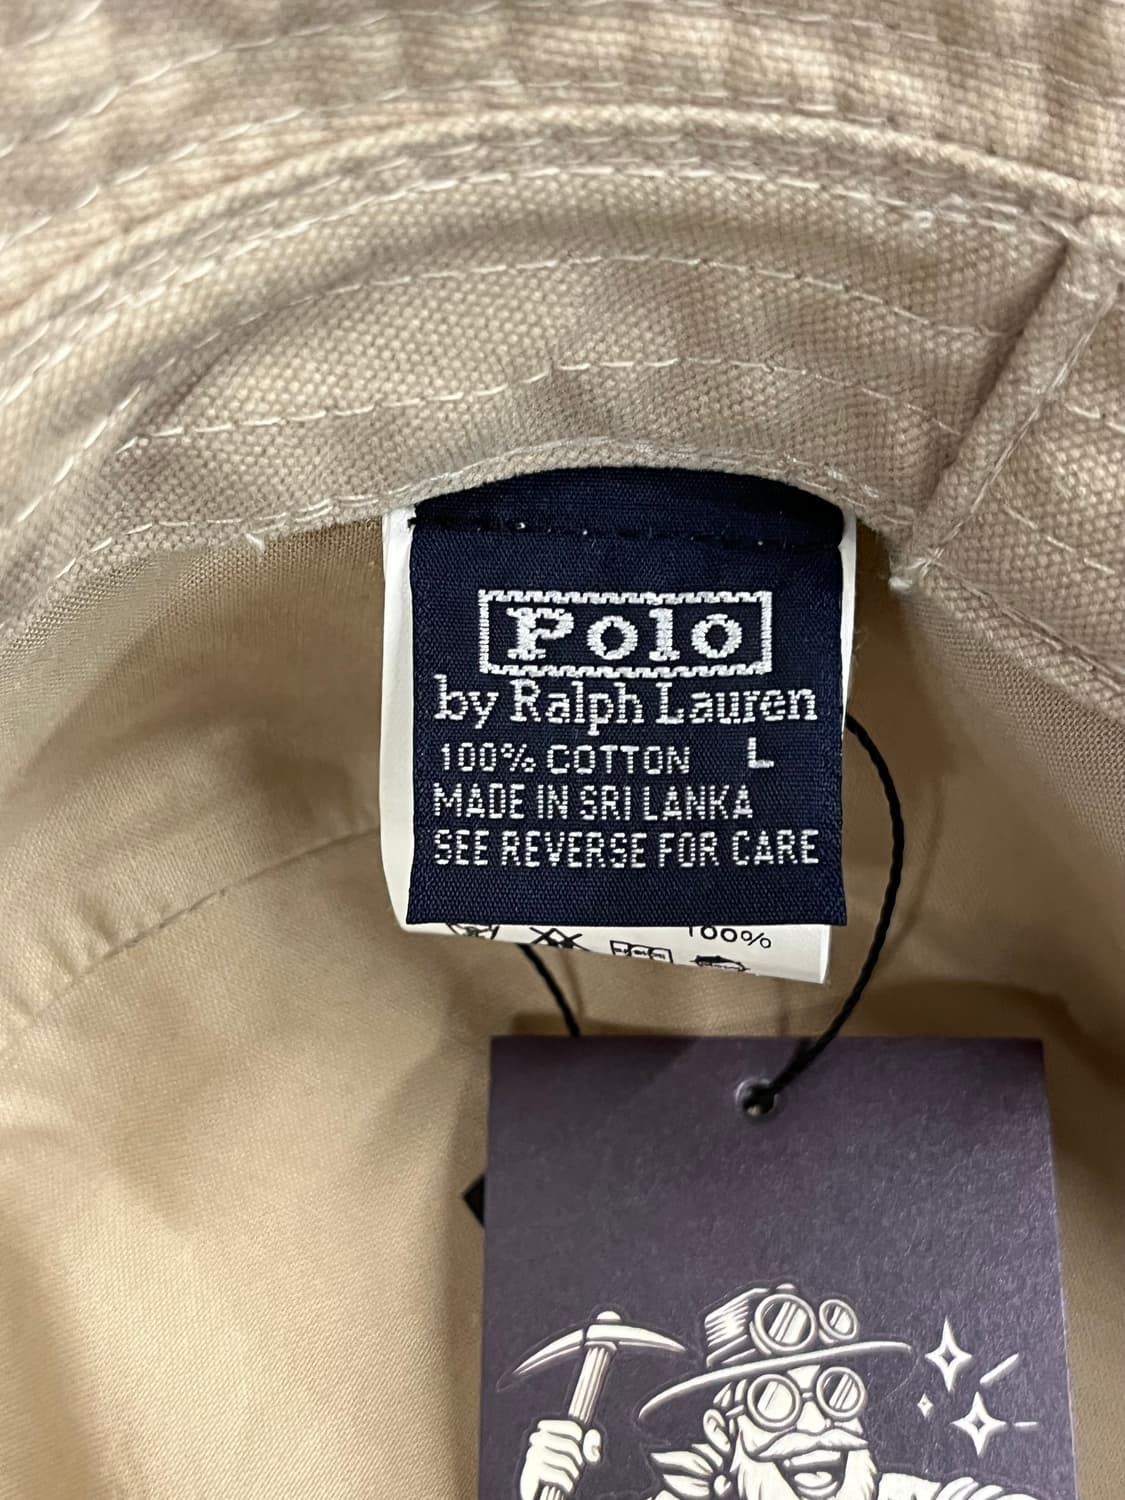 Polo
by Ralph Lauren
100% COTTON L
MADE IN SRI LANKA
SEE REVERSE FOR CARE
100%